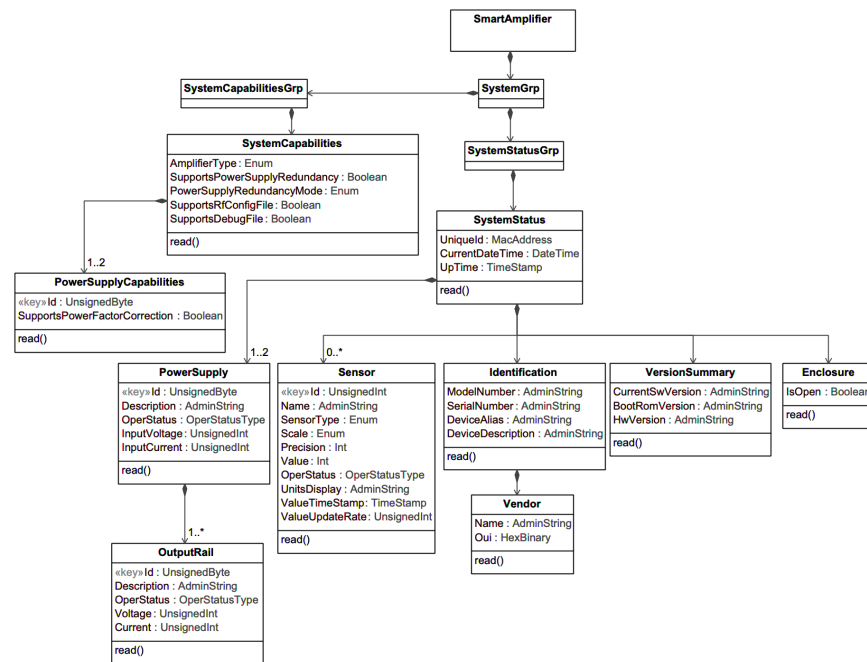 SmartAmplifier
SystemCapabilitiesGrp
SystemGrp
SystemCapabilities
AmplifierType : Enum
SupportsPowerSupplyRedundancy : Boolean
PowerSupplyRedundancyMode : Enum
SupportsRfConfigFile : Boolean
SupportsDebugFile : Boolean
read()
SystemStatusGrp
SystemStatus
UniqueId : MacAddress
CurrentDateTime : DateTime
UpTime : TimeStamp
read()
1..2
PowerSupplyCapabilities
«key»Id : UnsignedByte
SupportsPowerFactorCorrection : Boolean
read()
1..2
0..*
PowerSupply
«key»Id : UnsignedByte
Description : AdminString
OperStatus : OperStatusType
InputVoltage : UnsignedInt
InputCurrent : UnsignedInt
read()
Sensor
«key»Id : UnsignedInt
Name : AdminString
SensorType : Enum
Scale : Enum
Precision : Int
Value : Int
OperStatus : OperStatusType
UnitsDisplay : AdminString
ValueTimeStamp : TimeStamp
ValueUpdateRate : UnsignedInt
read()
Identification
ModelNumber : AdminString
SerialNumber : AdminString
DeviceAlias : AdminString
DeviceDescription : AdminString
read()
VersionSummary
CurrentSwVersion : AdminString
BootRomVersion : AdminString
HwVersion : AdminString
read()
Enclosure
IsOpen : Boolean
read()
Vendor
Name : AdminString
Oui : HexBinary
read()
1..*
OutputRail
«key»Id : UnsignedByte
Description : AdminString
OperStatus : OperStatusType
Voltage : UnsignedInt
Current : UnsignedInt
read()